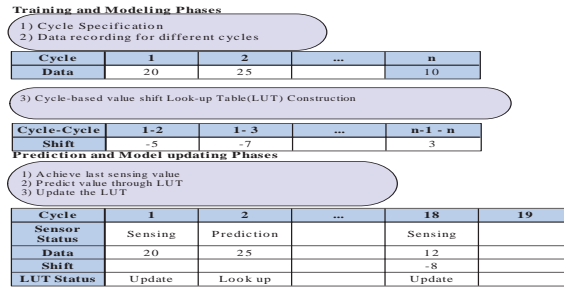 Training and Modeling Phases
1) Cycle Specification
2) Data recording for different cycles
Cycle 1 2 ... n
Data 20 25 10
3) Cycle-based value shift Look-up Table(LUT) Construction
Cycle-Cycle 1-2 1- 3 ... n-1 - n
Shift -5 -7 3
Prediction and Model updating Phases
1) Achieve last sensing value
2) Predict value through LUT
3) Update the LUT
Cycle 1 2 ... 18 19
Sensor Status Sensing Prediction Sensing
Data 20 25 12
Shift -8
LUT Status Update Look up Update